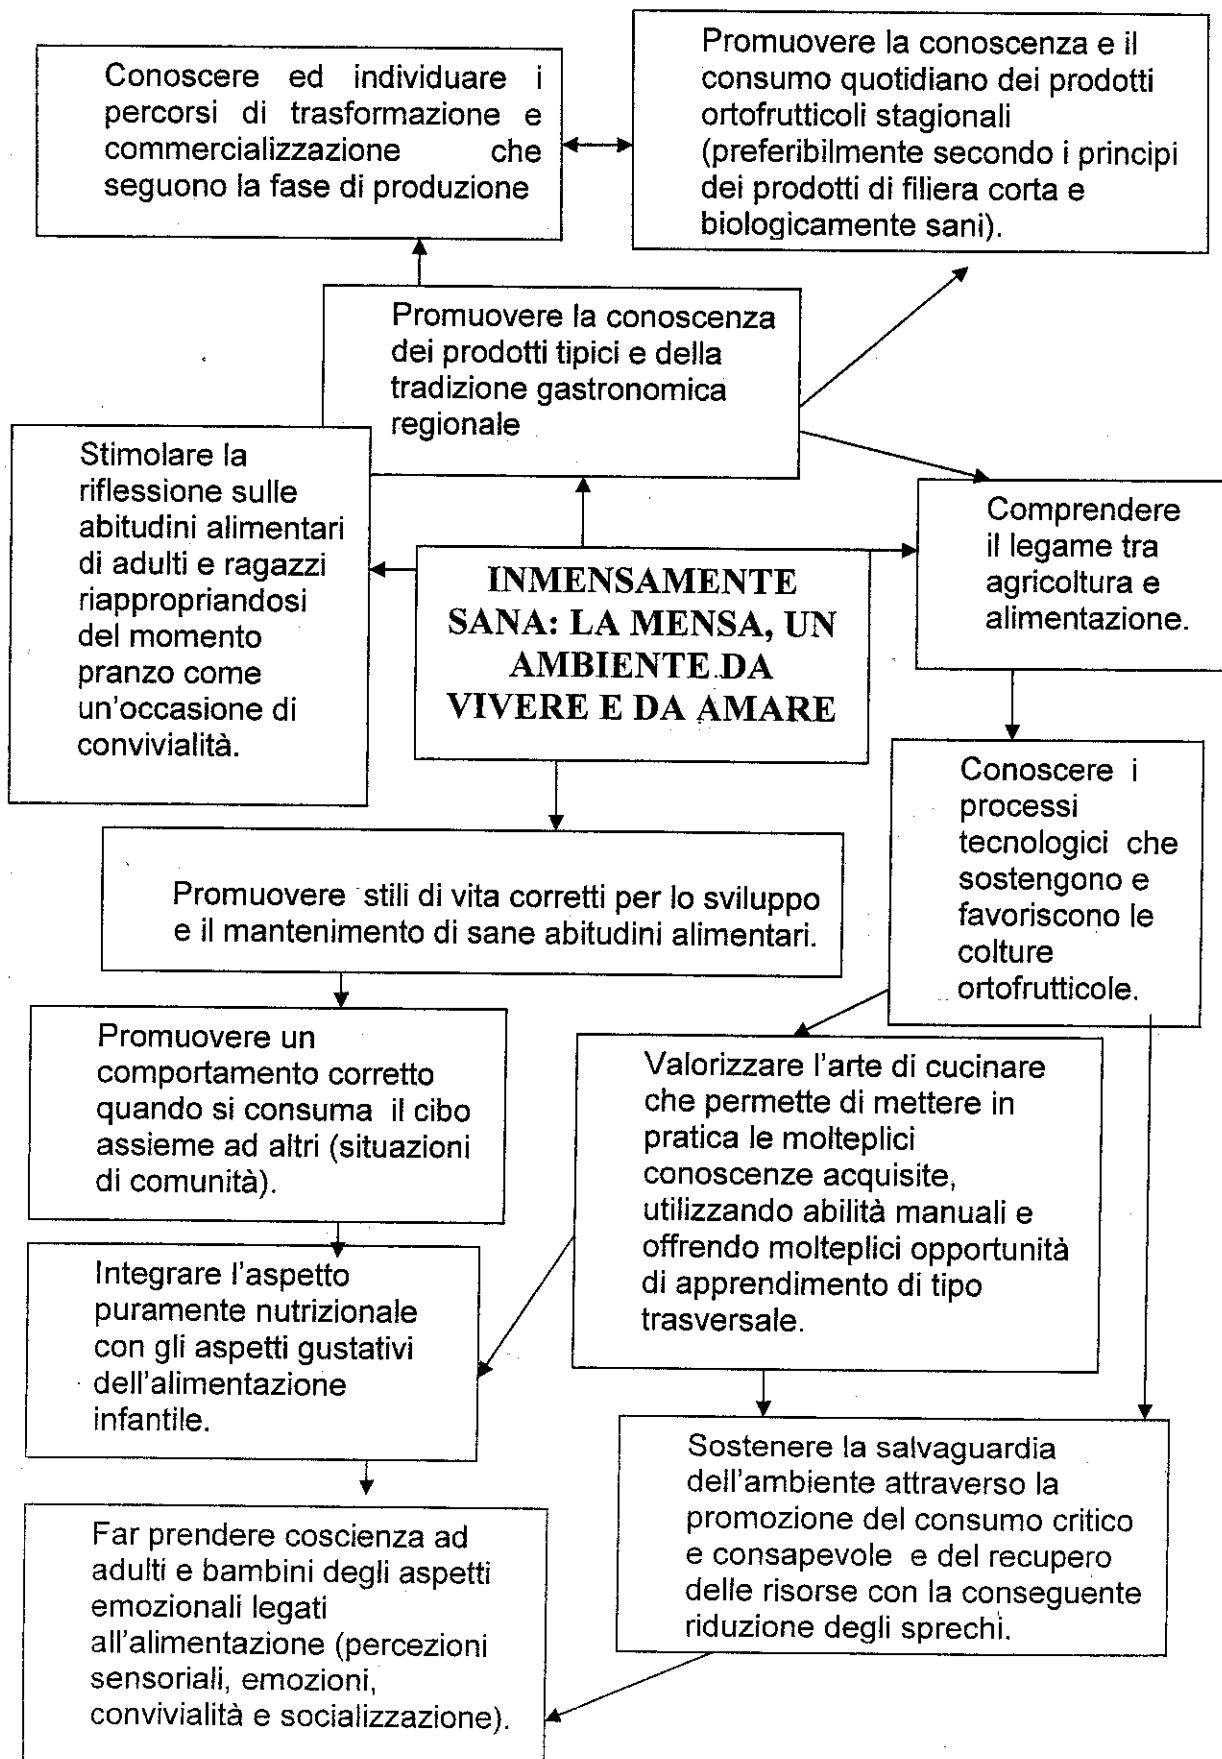 Conoscere ed individuare i
percorsi di trasformazione e
commercializzazione che
seguono la fase di produzione
Promuovere la conoscenza e il
consumo quotidiano dei prodotti
ortofrutticoli stagionali
(preferibilmente secondo i principi
dei prodotti di filiera corta e
biologicamente sani).
Promuovere la conoscenza
dei prodotti tipici e della
tradizione gastronomica
regionale
Stimolare la
riflessione sulle
abitudini alimentari
di adulti e ragazzi
riappropriandosi
del momento
pranzo come
un'occasione di
convivialità.
INMENSAMENTE
SANA: LA MENSA, UN
AMBIENTE DA
VIVERE E DA AMARE
Comprendere
il legame tra
agricoltura e
alimentazione.
Conoscere i
processi
tecnologici che
sostengono e
favoriscono le
colture
ortofrutticole.
Promuovere stili di vita corretti per lo sviluppo
e il mantenimento di sane abitudini alimentari.
Promuovere un
comportamento corretto
quando si consuma il cibo
assieme ad altri (situazioni
di comunità).
Valorizzare l'arte di cucinare
che permette di mettere in
pratica le molteplici
conoscenze acquisite,
utilizzando abilità manuali e
offrendo molteplici opportunità
di apprendimento di tipo
trasversale.
Integrare l'aspetto
puramente nutrizionale
con gli aspetti gustativi
dell'alimentazione
infantile.
Sostenere la salvaguardia
dell'ambiente attraverso la
promozione del consumo critico
e consapevole e del recupero
delle risorse con la conseguente
riduzione degli sprechi.
Far prendere coscienza ad
adulti e bambini degli aspetti
emozionali legati
all'alimentazione (percezioni
sensoriali, emozioni,
convivialità e socializzazione).